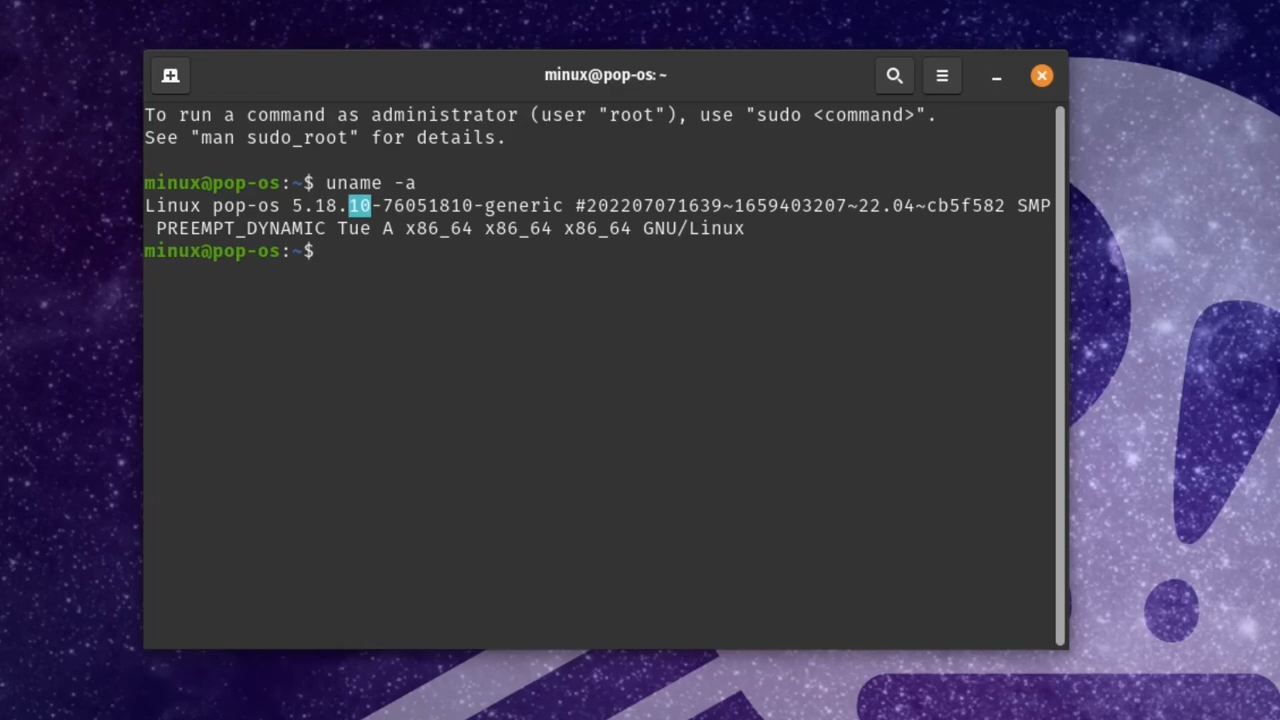 minux@pop-os: ~
To run a command as administrator (user "root"), use "sudo <command>".
See "man sudo_root" for details.
minux@pop-os:~$ uname -a
Linux pop-os 5.18.10-76051810-generic #202207071639~1659403207~22.04~cb5f582 SMP
PREEMPT_DYNAMIC Tue A x86_64 x86_64 x86_64 GNU/Linux
minux@pop-os:~$